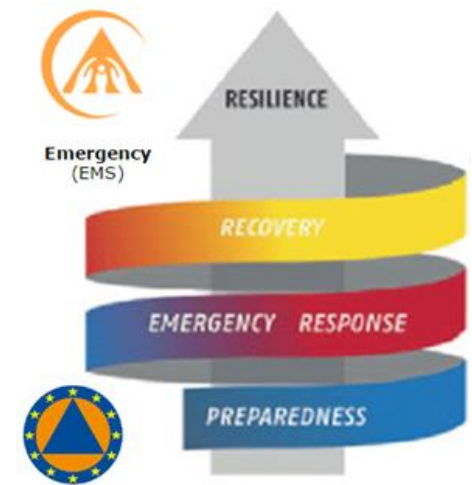 RESILIENCE
Emergency
(EMS)
RECOVERY
EMERGENCY RESPONSE
PREPAREDNESS